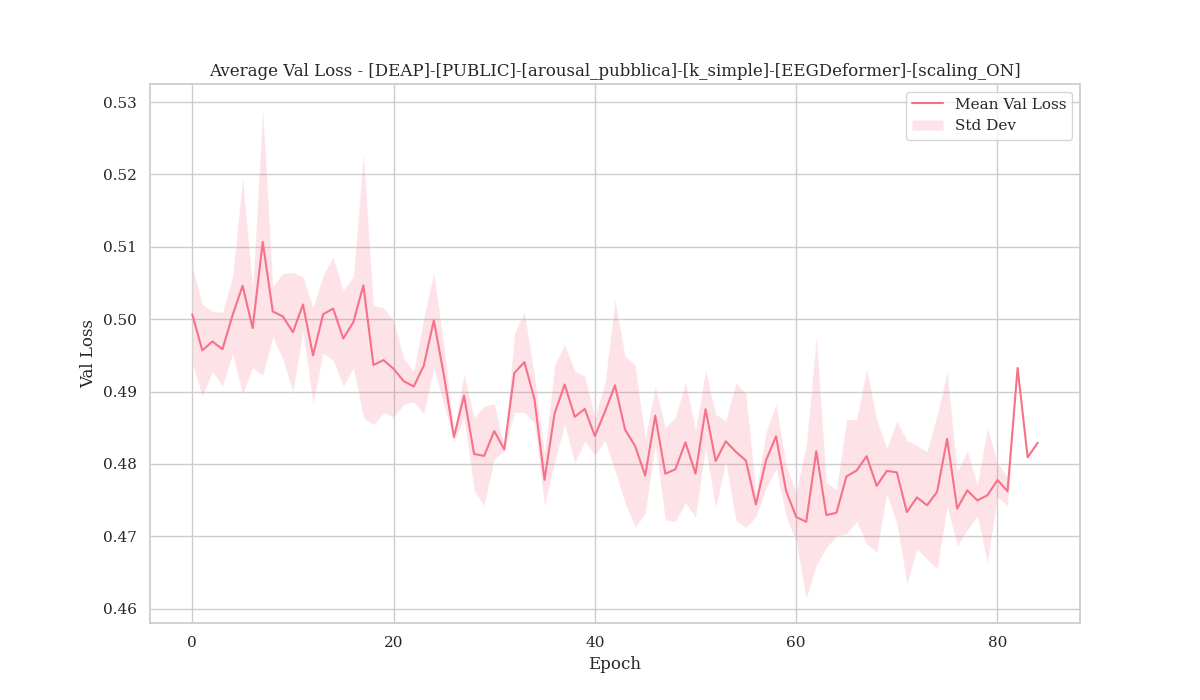 Average Val Loss - [DEAP]-[PUBLIC]-[arousal_pubblica]-[k_simple]-[EEGDeformer]-[scaling_ON]
Mean Val Loss
Std Dev
Val Loss
0.53
0.52
0.51
0.50
0.49
0.48
0.47
0.46
0 20 40 60 80
Epoch